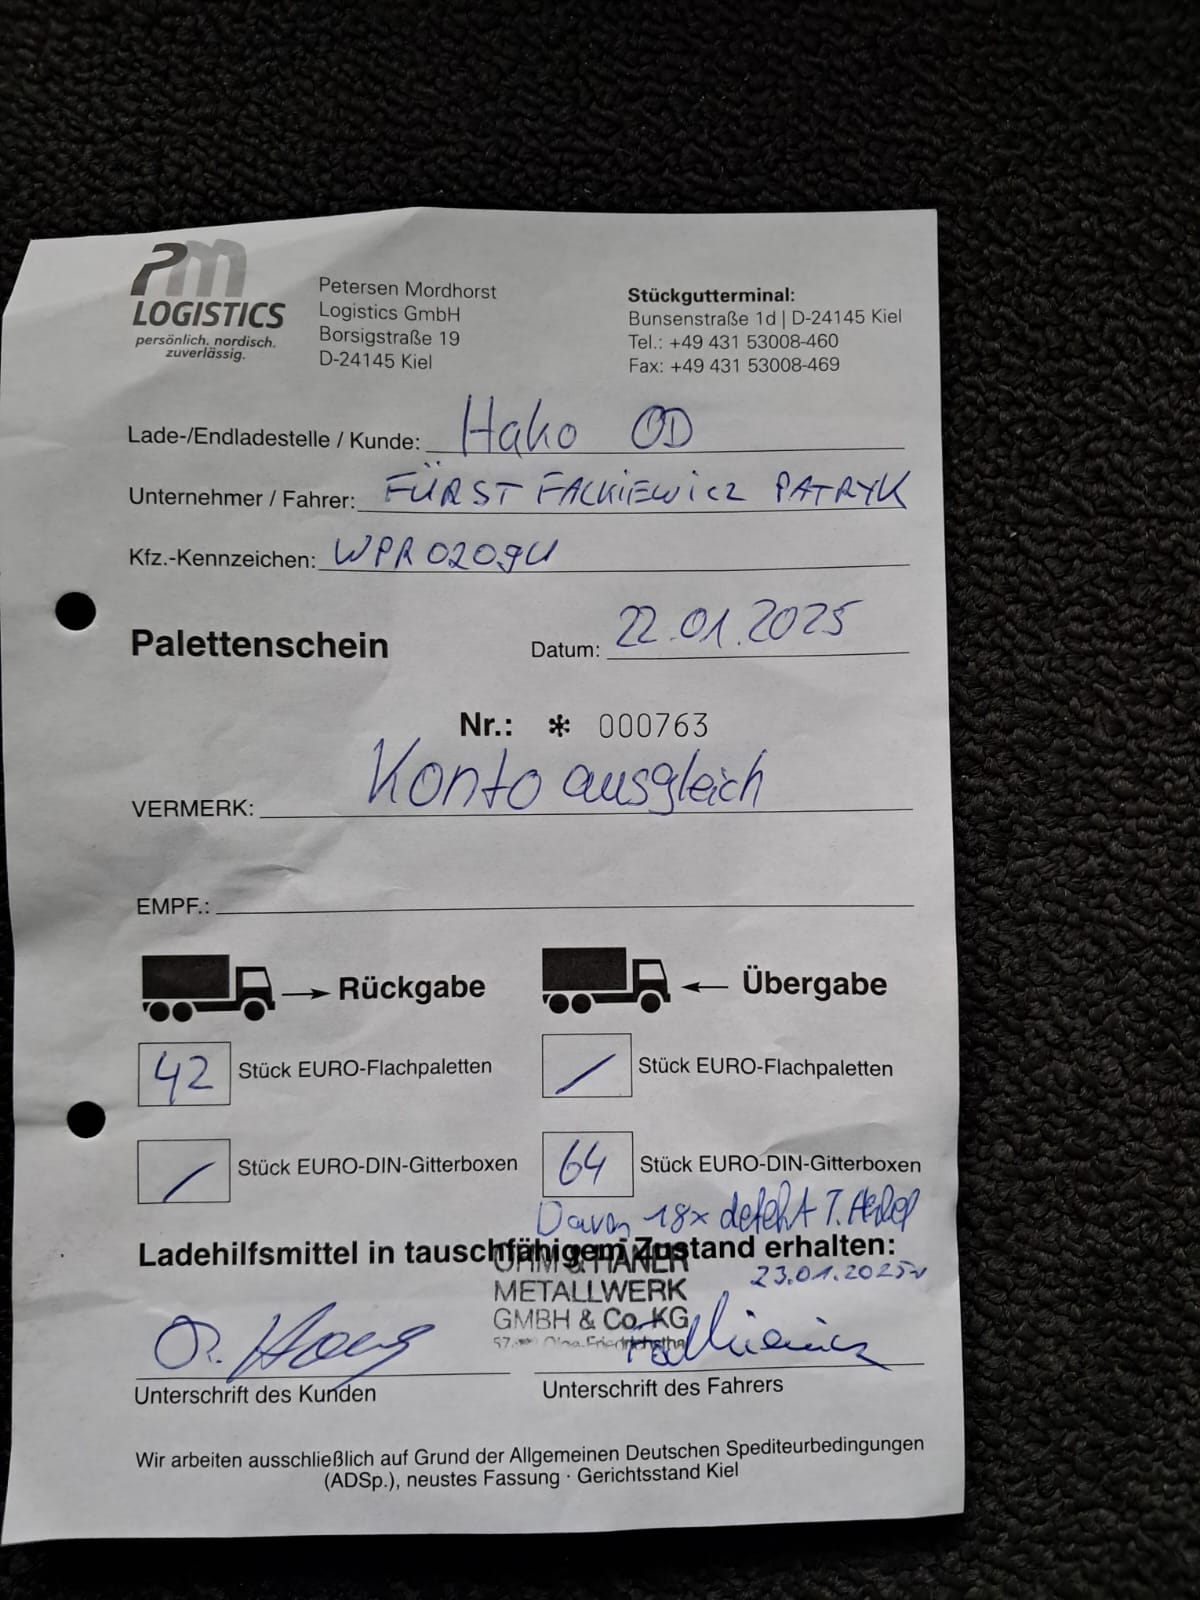 PM
LOGISTICS
persönlich. nordisch.
zuverlässig.
Petersen Mordhorst
Logistics GmbH
Borsigstraße 19
D-24145 Kiel
Stückgutterminal:
Bunsenstraße 1d | D-24145 Kiel
Tel.: +49 431 53008-460
Fax: +49 431 53008-469
Lade-/Endladestelle / Kunde: Hako OD
Unternehmer / Fahrer: FÜRST FALKIEWICZ PATRYK
Kfz.-Kennzeichen: WPR0209U
Palettenschein
Datum: 22.01.2025
Nr.: * 000763
VERMERK: Kontoausgleich
EMPF.:
Rückgabe
Übergabe
42 Stück EURO-Flachpaletten
/ Stück EURO-Flachpaletten
/ Stück EURO-DIN-Gitterboxen
64 Stück EURO-DIN-Gitterboxen
Davon 18x defekt T.
Ladehilfsmittel in tauschfähigem Zustand erhalten:
23.01.2025
OHM & HÄNER
METALLWERK
GMBH & Co. KG
Unterschrift des Kunden
Unterschrift des Fahrers
Wir arbeiten ausschließlich auf Grund der Allgemeinen Deutschen Spediteurbedingungen
(ADSp.), neustes Fassung · Gerichtsstand Kiel